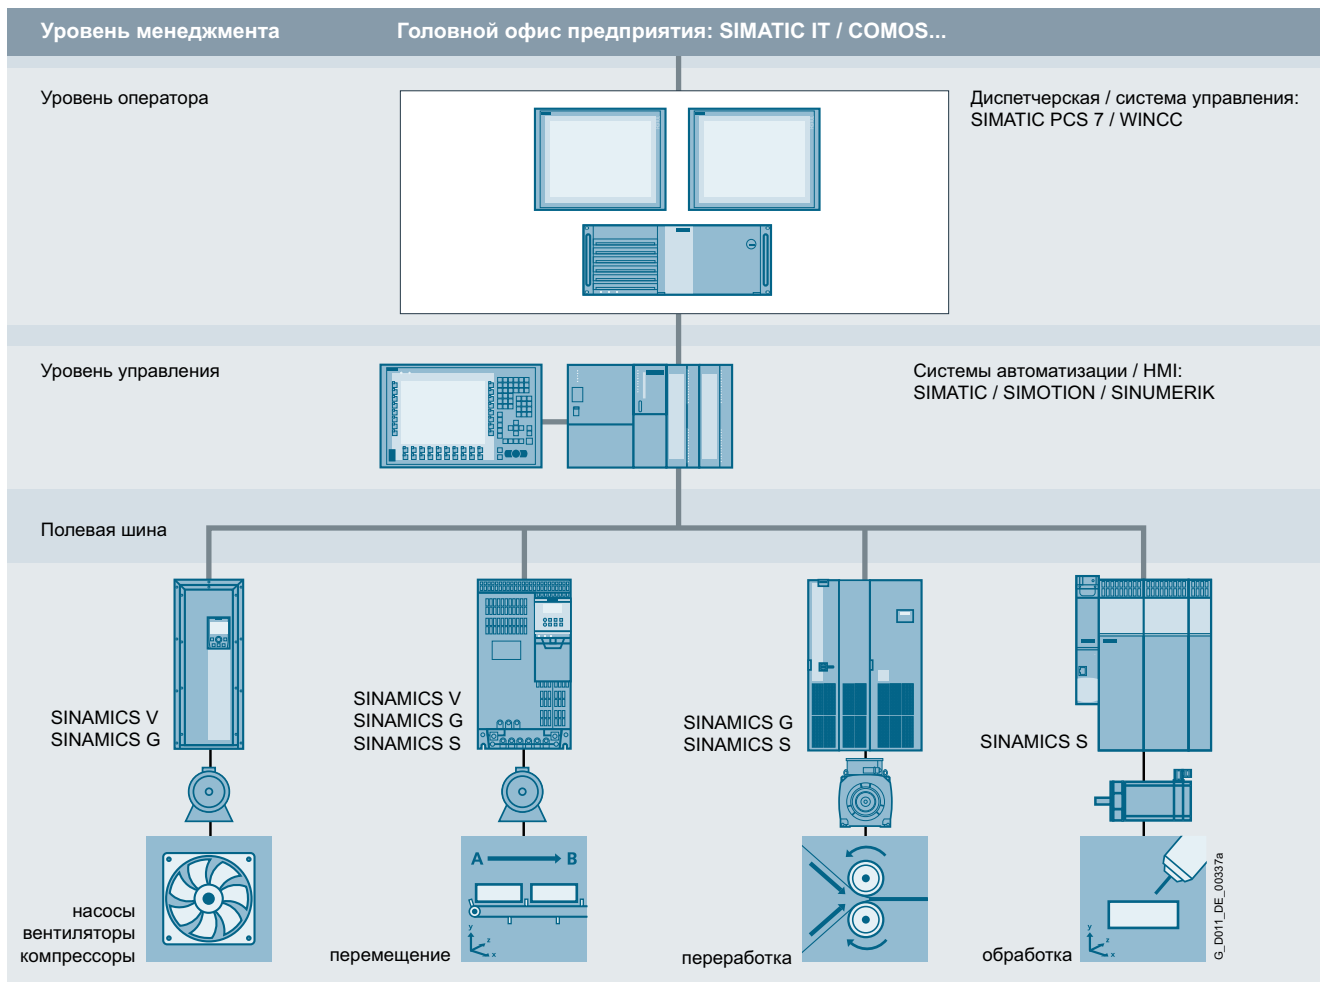 Уровень менеджмента
Головной офис предприятия: SIMATIC IT / COMOS...
Уровень оператора
Диспетчерская / система управления:
SIMATIC PCS 7 / WINCC
Уровень управления
Системы автоматизации / HMI:
SIMATIC / SIMOTION / SINUMERIK
Полевая шина
SINAMICS V
SINAMICS G
SINAMICS V
SINAMICS G
SINAMICS S
SINAMICS G
SINAMICS S
SINAMICS S
насосы
вентиляторы
компрессоры
A B
y
z
x
перемещение
переработка
обработка
y
z
x
G_D011_DE_00337a